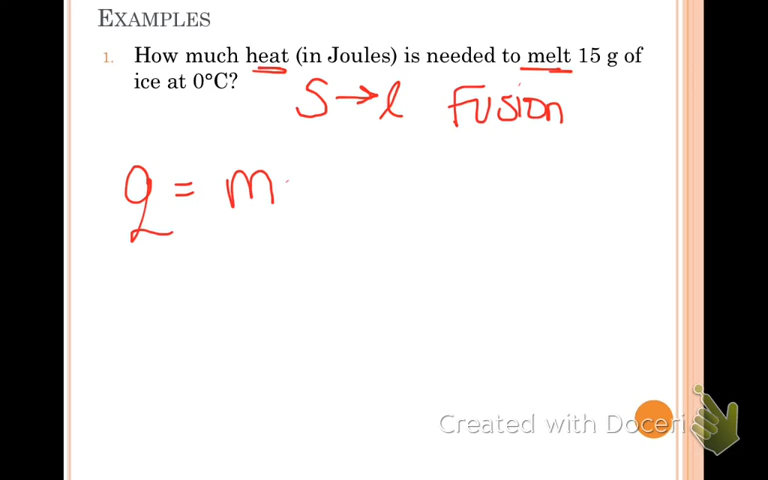 EXAMPLES
1. How much heat (in Joules) is needed to melt 15 g of
ice at 0°C?
S → l Fusion
q = m
Created with Doceri